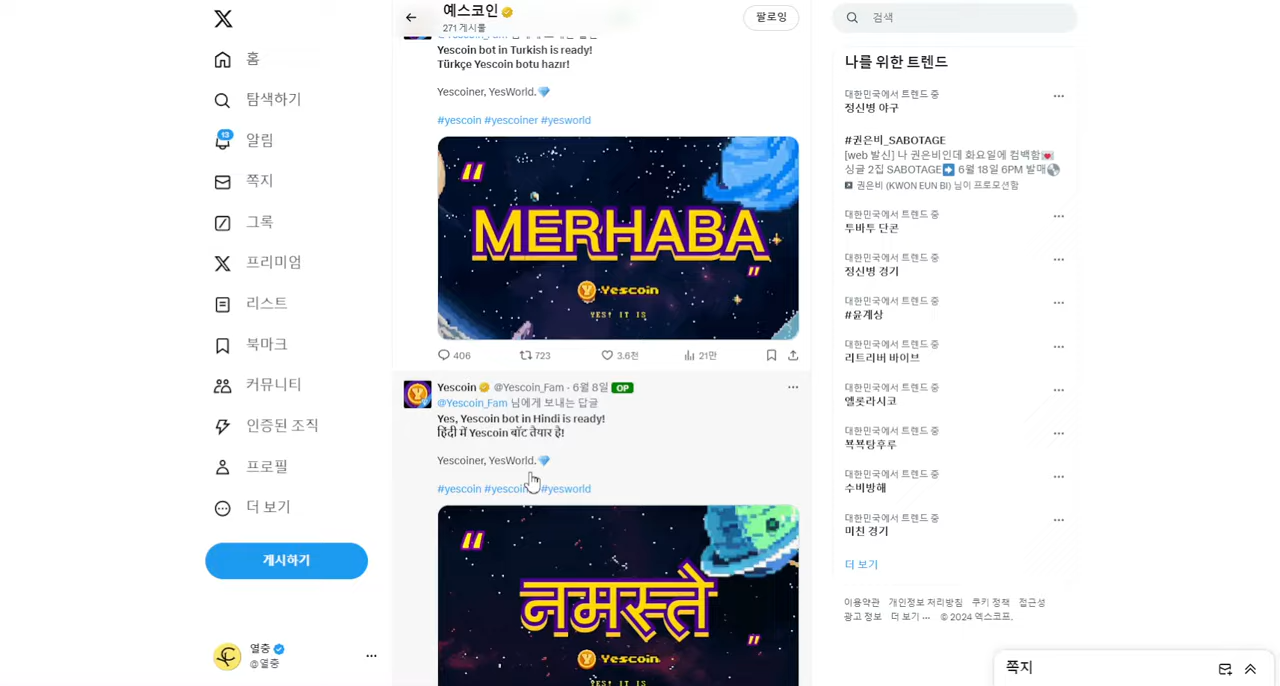 홈
탐색하기
13
알림
쪽지
그록
프리미엄
리스트
북마크
커뮤니티
인증된 조직
프로필
더 보기
게시하기
열중
@열중
예스코인
271 게시물
팔로잉
Yescoin bot in Turkish is ready!
Türkçe Yescoin botu hazır!
Yescoiner, YesWorld.💎
#yescoin #yescoiner #yesworld
"MERHABA"
Yescoin
YES! IT IS
406 723 3.6천 21만
Yescoin @Yescoin_Fam · 6월 8일 OP
@Yescoin_Fam 님에게 보내는 답글
Yes, Yescoin bot in Hindi is ready!
हिंदी में Yescoin बॉट तैयार है!
Yescoiner, YesWorld.💎
#yescoin #yescoin #yesworld
"नमस्ते"
Yescoin
YES! IT IS
검색
나를 위한 트렌드
대한민국에서 트렌드 중
정신병 야구
#권은비_SABOTAGE
[web 발신] 나 권은비인데 화요일에 컴백함💌
싱글 2집 SABOTAGE➡️ 6월 18일 6PM 발매💿
권은비 (KWON EUN BI) 님이 프로모션함
대한민국에서 트렌드 중
투바투 단콘
대한민국에서 트렌드 중
정신병 경기
대한민국에서 트렌드 중
#윤계상
대한민국에서 트렌드 중
리트리버 바이브
대한민국에서 트렌드 중
엘롯라시코
대한민국에서 트렌드 중
욕욕탕후루
대한민국에서 트렌드 중
수비방해
대한민국에서 트렌드 중
미친 경기
더 보기
이용약관 개인정보 처리방침 쿠키 정책 접근성
광고 정보 더 보기 ··· © 2024 엑스코프.
쪽지